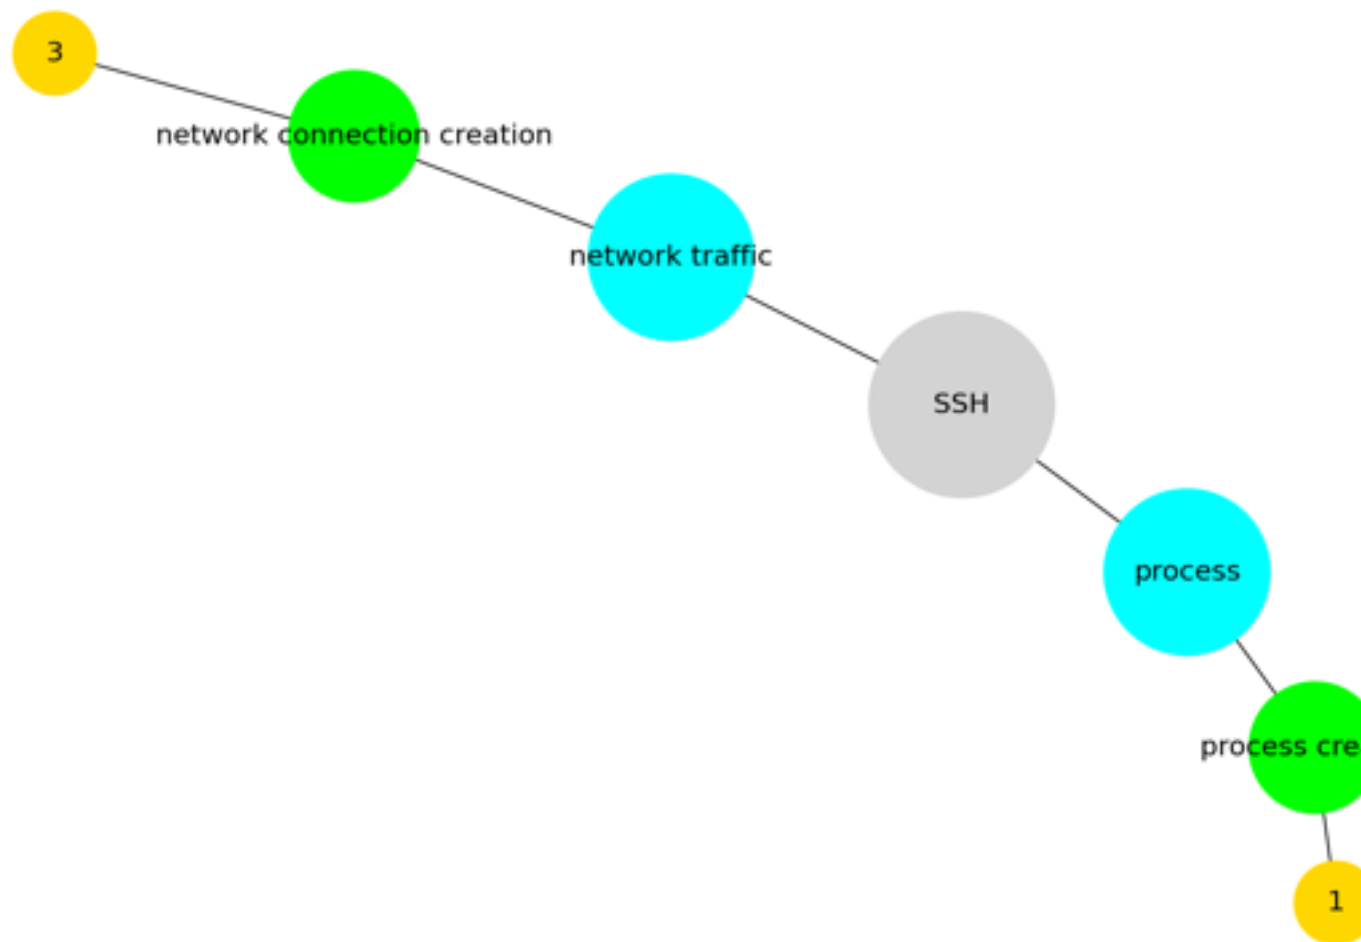 3
network connection creation
network traffic
SSH
process
process cre
1